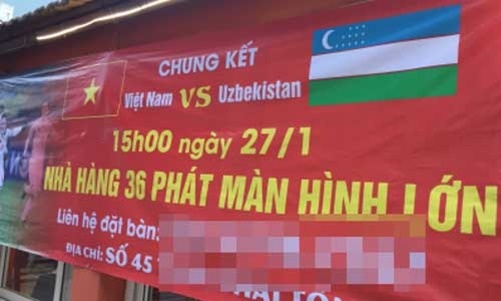 CHUNG KẾT
Việt Nam VS Uzbekistan
15h00 ngày 27/1
NHÀ HÀNG 36 PHÁT MÀN HÌNH LỚN
Liên hệ đặt bàn:
ĐỊA CHỈ: SỐ 45